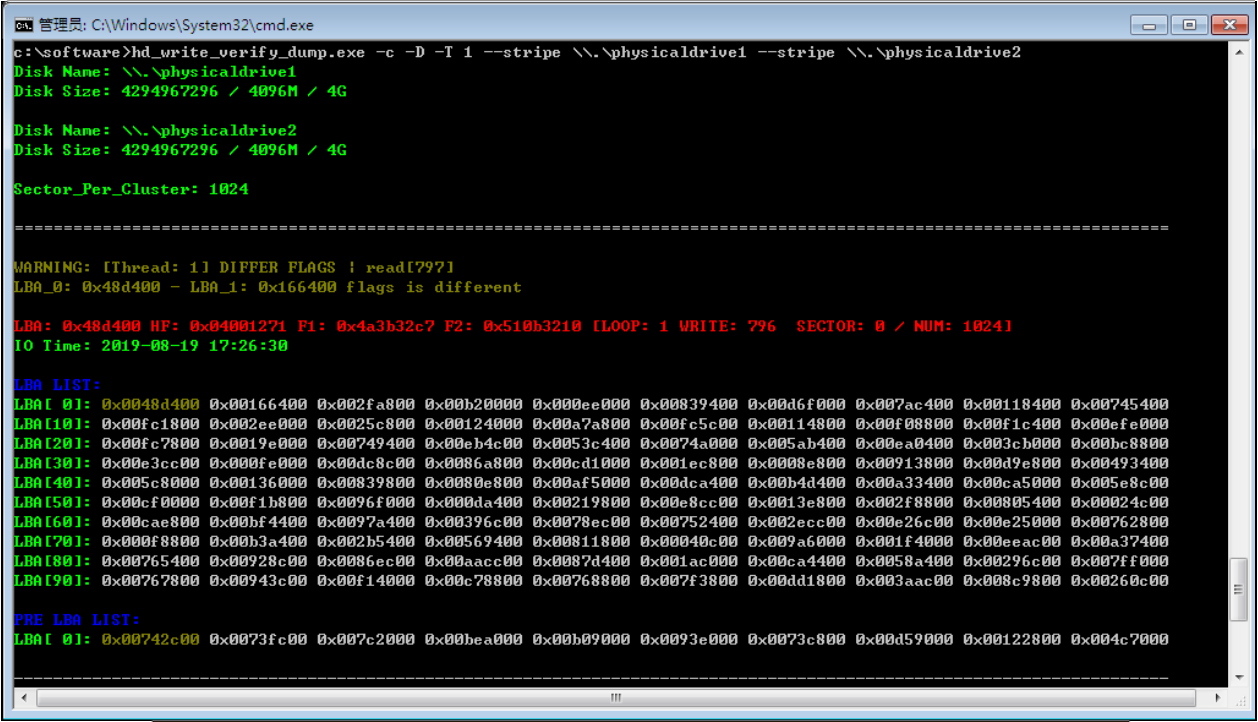 管理员: C:\Windows\System32\cmd.exe
c:\software>hd_write_verify_dump.exe -c -D -T 1 --stripe \\.\physicaldrive1 --stripe \\.\physicaldrive2
Disk Name: \\.\physicaldrive1
Disk Size: 4294967296 / 4096M / 4G
Disk Name: \\.\physicaldrive2
Disk Size: 4294967296 / 4096M / 4G
Sector_Per_Cluster: 1024
=======================================================================================================================
WARNING: [Thread: 1] DIFFER FLAGS | read[797]
LBA_0: 0x48d400 - LBA_1: 0x166400 flags is different
LBA: 0x48d400 HF: 0x04001271 F1: 0x4a3b32c7 F2: 0x510b3210 [LOOP: 1 WRITE: 796  SECTOR: 0 / NUM: 1024]
IO Time: 2019-08-19 17:26:30
LBA LIST:
LBA[ 0]: 0x0048d400 0x00166400 0x002fa800 0x00b20000 0x000ee000 0x00839400 0x00d6f000 0x007ac400 0x00118400 0x00745400
LBA[10]: 0x00fc1800 0x002ee000 0x0025c800 0x00124000 0x00a7a800 0x00fc5c00 0x00114800 0x00f08800 0x00f1c400 0x00efe000
LBA[20]: 0x00fc7800 0x0019e000 0x00749400 0x00eb4c00 0x0053c400 0x0074a000 0x005ab400 0x00ea0400 0x003cb000 0x00bc8800
LBA[30]: 0x00e3cc00 0x000fe000 0x00dc8c00 0x0086a800 0x00cd1000 0x001ec800 0x0008e800 0x00913800 0x00d9e800 0x00493400
LBA[40]: 0x005c8000 0x00136000 0x00839800 0x0080e800 0x00af5000 0x00dca400 0x00b4d400 0x00a33400 0x00ca5000 0x005e8c00
LBA[50]: 0x00cf0000 0x00f1b800 0x0096f000 0x000da400 0x00219800 0x00e8cc00 0x0013e800 0x002f8800 0x00805400 0x00024c00
LBA[60]: 0x00cae800 0x00bf4400 0x0097a400 0x00396c00 0x0078ec00 0x00752400 0x002ecc00 0x00e26c00 0x00e25000 0x00762800
LBA[70]: 0x000f8800 0x00b3a400 0x002b5400 0x00569400 0x00811800 0x00040c00 0x009a6000 0x001f4000 0x00eeac00 0x00a37400
LBA[80]: 0x00765400 0x00928c00 0x0086ec00 0x00aacc00 0x0087d400 0x001ac000 0x00ca4400 0x0058a400 0x00296c00 0x007ff000
LBA[90]: 0x00767800 0x00943c00 0x00f14000 0x00c78800 0x00768800 0x007f3800 0x00dd1800 0x003aac00 0x008c9800 0x00260c00
PRE LBA LIST:
LBA[ 0]: 0x00742c00 0x0073fc00 0x007c2000 0x00bea000 0x00b09000 0x0093e000 0x0073c800 0x00d59000 0x00122800 0x004c7000
-----------------------------------------------------------------------------------------------------------------------